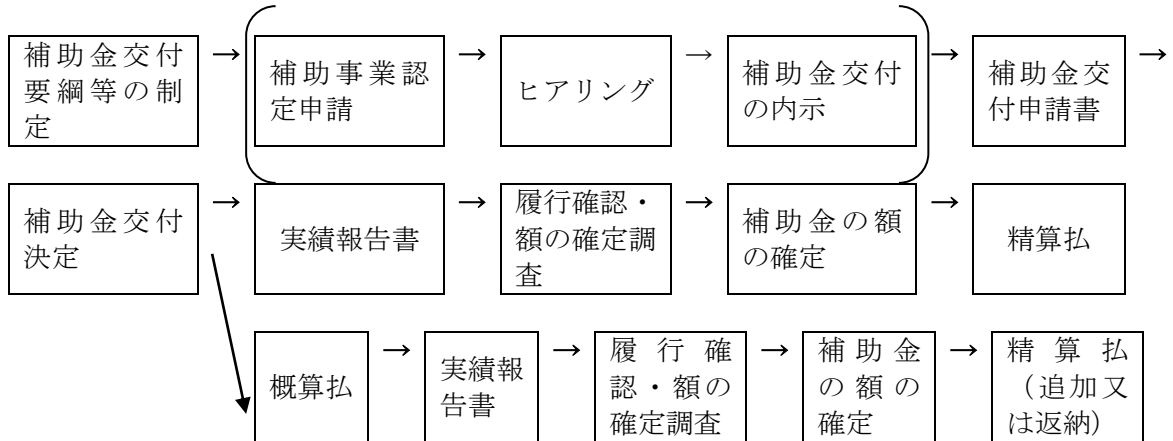 補助金交付
要綱等の制
定
→
補助事業認
定申請
→
ヒアリング
→
補助金交付
の内示
→
補助金交
付申請書
→
補助金交付
決定
→
実績報告書
→
履行確認・
額の確定調
査
→
補助金の額
の確定
→
精算払
概算払
→
実績報
告書
→
履行確
認・額の
確定調査
→
補助金
の額の
確定
→
精算払
（追加又
は返納）